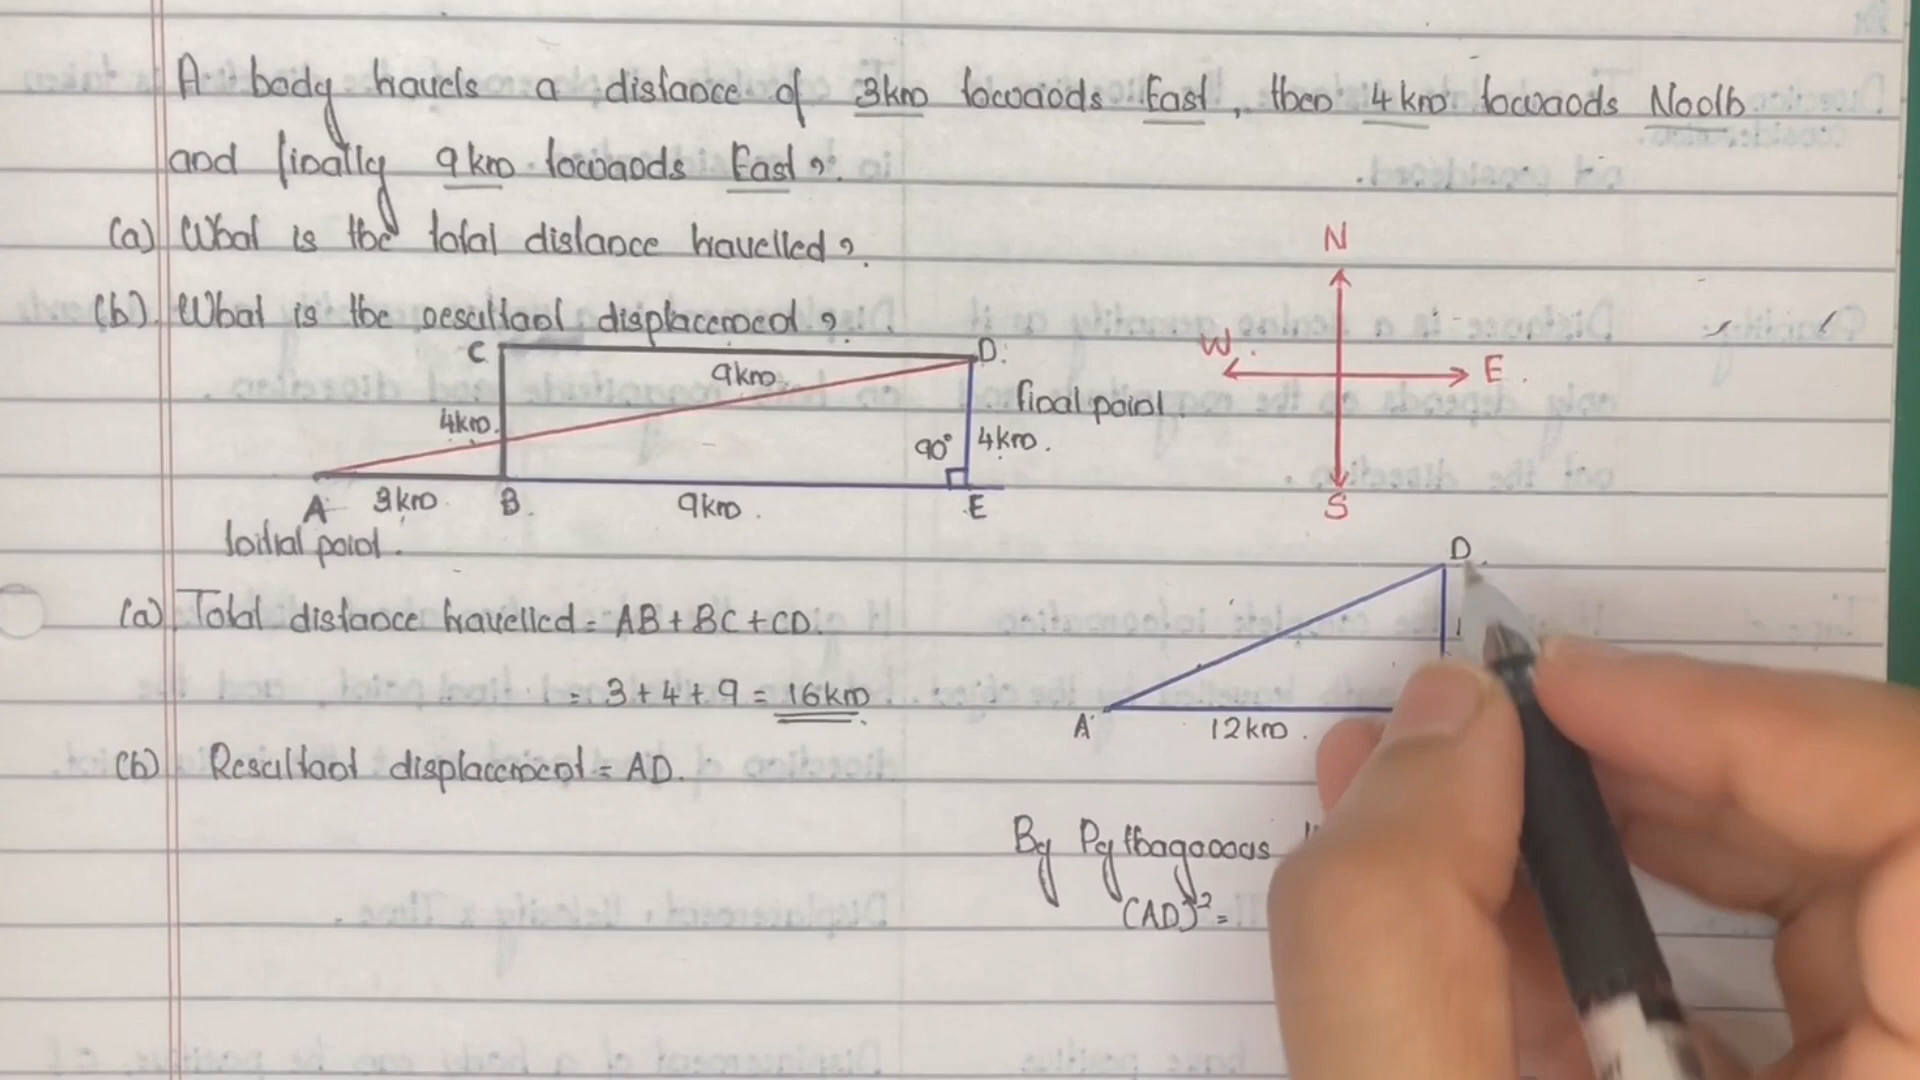 A body travels a distance of 3km towards East, then 4km towards North
and finally 9km towards East?.
(a) What is the total distance travelled?.
(b). What is the resultant displacement?.
N
W.
E.
S
C
D.
9km.
4km.
final point.
90°
4km.
A
3km.
B.
9km.
E
Initial point.
(a) Total distance travelled = AB + BC + CD.
= 3 + 4 + 9 = 16km.
(b) Resultant displacement = AD.
D.
A
12km.
By Pythagoras
(AD)² =